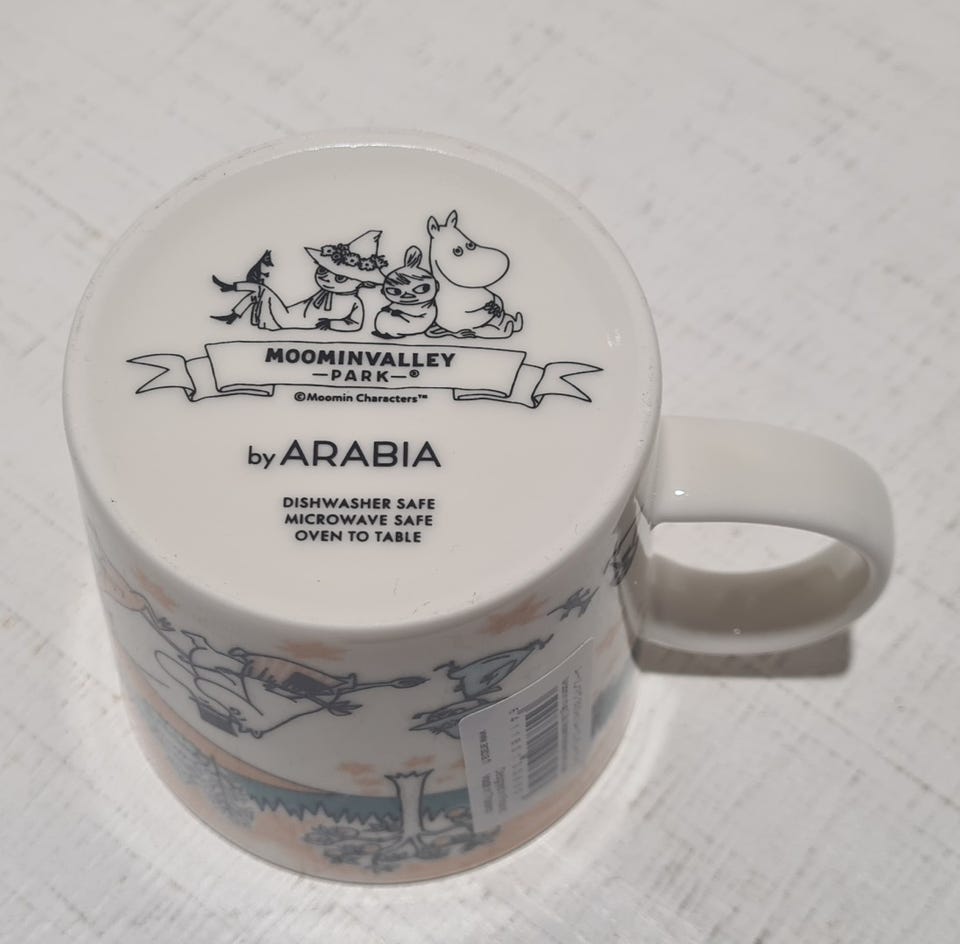 MOOMINVALLEY
—PARK—®
©Moomin Characters™
by ARABIA
DISHWASHER SAFE
MICROWAVE SAFE
OVEN TO TABLE